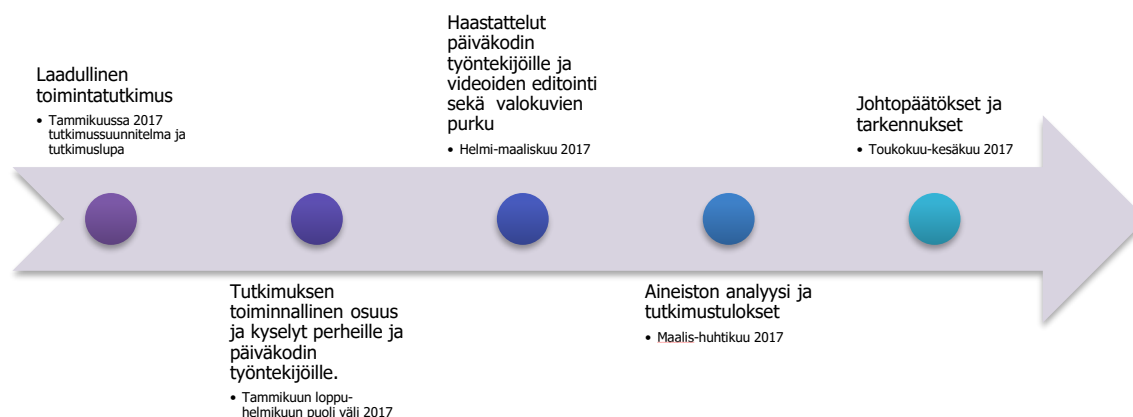 Laadullinen
toimintatutkimus
• Tammikuussa 2017
tutkimussuunnitelma ja
tutkimuslupa
Tutkimuksen
toiminnallinen osuus
ja kyselyt perheille ja
päiväkodin
työntekijöille.
• Tammikuun loppu-
helmikuun puoli väli 2017
Haastattelut
päiväkodin
työntekijöille ja
videoiden editointi
sekä valokuvien
purku
• Helmi-maaliskuu 2017
Aineiston analyysi ja
tutkimustulokset
• Maalis-huhtikuu 2017
Johtopäätökset ja
tarkennukset
• Toukokuu-kesäkuu 2017